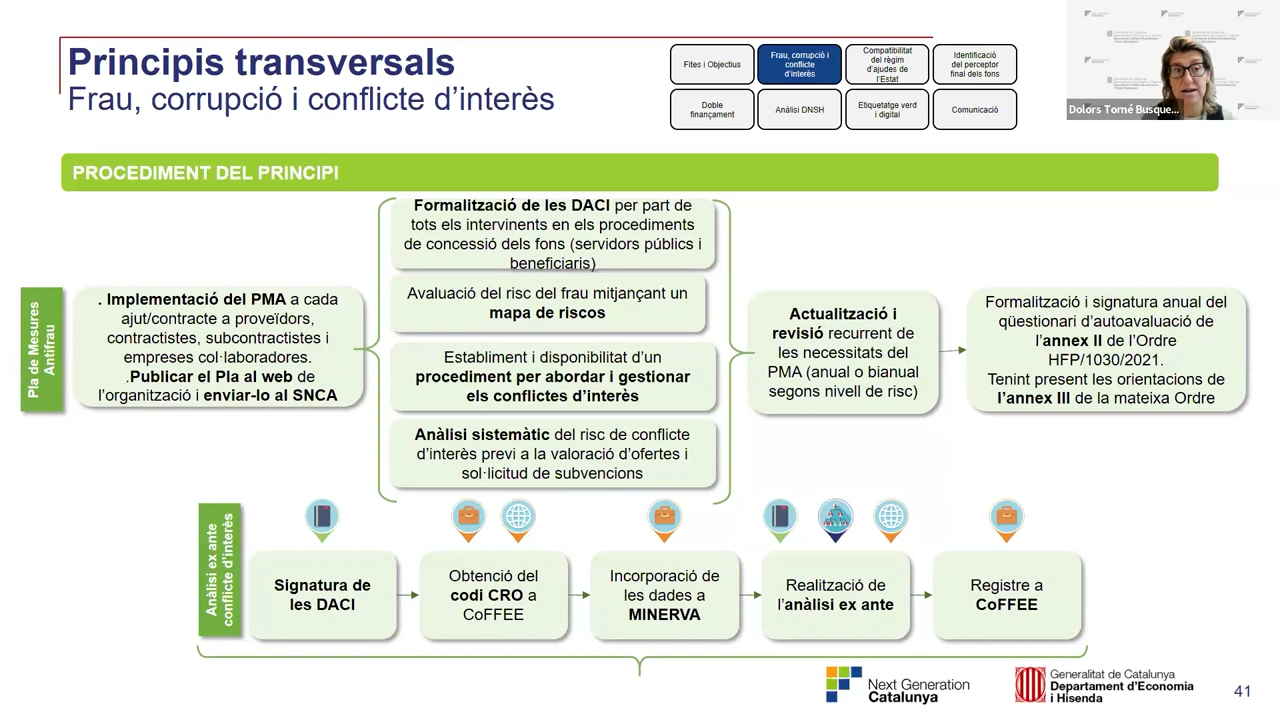 Principis transversals
Frau, corrupció i conflicte d'interès
Fites i Objectius
Frau, corrupció i
conflicte
d'interès
Compatibilitat
del règim
d'ajudes de
l'Estat
Identificació
del perceptor
final dels fons
Doble
finançament
Anàlisi DNSH
Etiquetatge verd
i digital
Comunicació
Dolors Torné Busque...
PROCEDIMENT DEL PRINCIPI
Pla de Mesures
Antifrau
. Implementació del PMA a cada
ajut/contracte a proveïdors,
contractistes, subcontractistes i
empreses col·laboradores.
.Publicar el Pla al web de
l'organització i enviar-lo al SNCA
Formalització de les DACI per part de
tots els intervinents en els procediments
de concessió dels fons (servidors públics i
beneficiaris)
Avaluació del risc del frau mitjançant un
mapa de riscos
Establiment i disponibilitat d'un
procediment per abordar i gestionar
els conflictes d'interès
Anàlisi sistemàtic del risc de conflicte
d'interès previ a la valoració d'ofertes i
sol·licitud de subvencions
Actualització i
revisió recurrent de
les necessitats del
PMA (anual o bianual
segons nivell de risc)
Formalització i signatura anual del
qüestionari d'autoavaluació de
l'annex II de l'Ordre
HFP/1030/2021.
Tenint present les orientacions de
l'annex III de la mateixa Ordre
Anàlisi ex ante
conflicte d'interès
Signatura de
les DACI
Obtenció del
codi CRO a
CoFFEE
Incorporació de
les dades a
MINERVA
Realització de
l'anàlisi ex ante
Registre a
CoFFEE
Next Generation
Catalunya
Generalitat de Catalunya
Departament d'Economia
i Hisenda
41